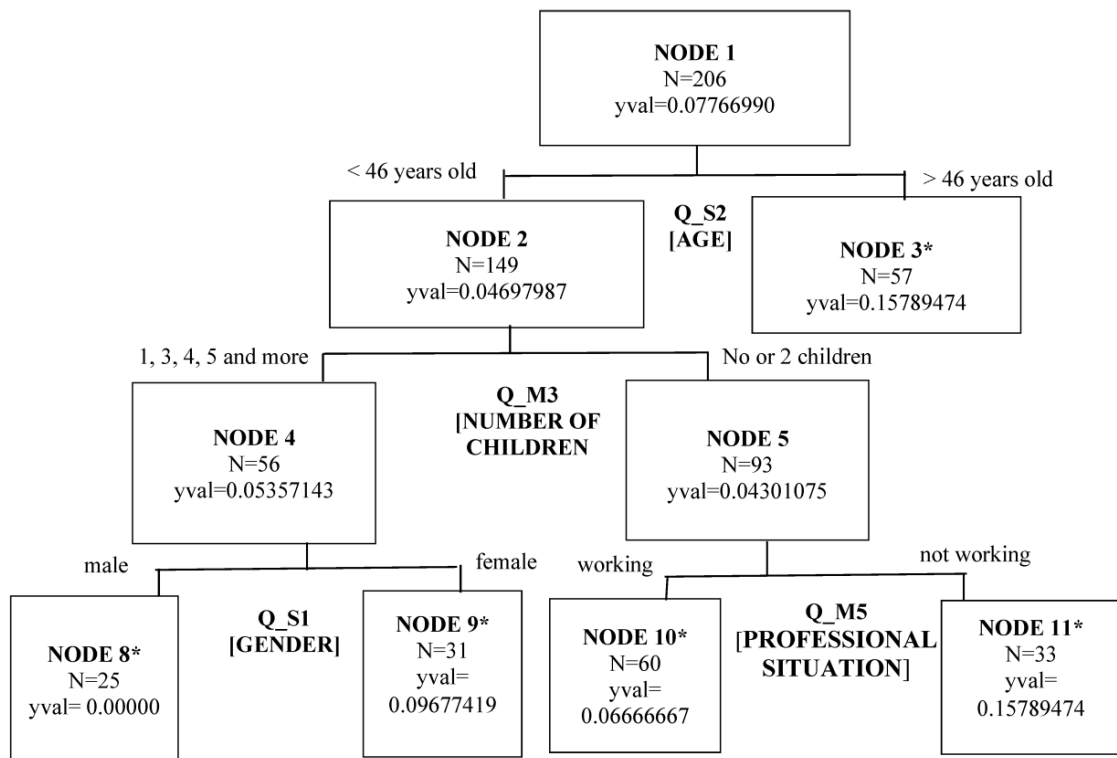 NODE 1
N=206
yval=0.07766990
< 46 years old
> 46 years old
Q_S2
[AGE]
NODE 2
N=149
yval=0.04697987
NODE 3*
N=57
yval=0.15789474
1, 3, 4, 5 and more
No or 2 children
Q_M3
[NUMBER OF
CHILDREN
NODE 4
N=56
yval=0.05357143
NODE 5
N=93
yval=0.04301075
male
female
working
not working
Q_S1
[GENDER]
Q_M5
[PROFESSIONAL
SITUATION]
NODE 8*
N=25
yval= 0.00000
NODE 9*
N=31
yval=
0.09677419
NODE 10*
N=60
yval=
0.06666667
NODE 11*
N=33
yval=
0.15789474